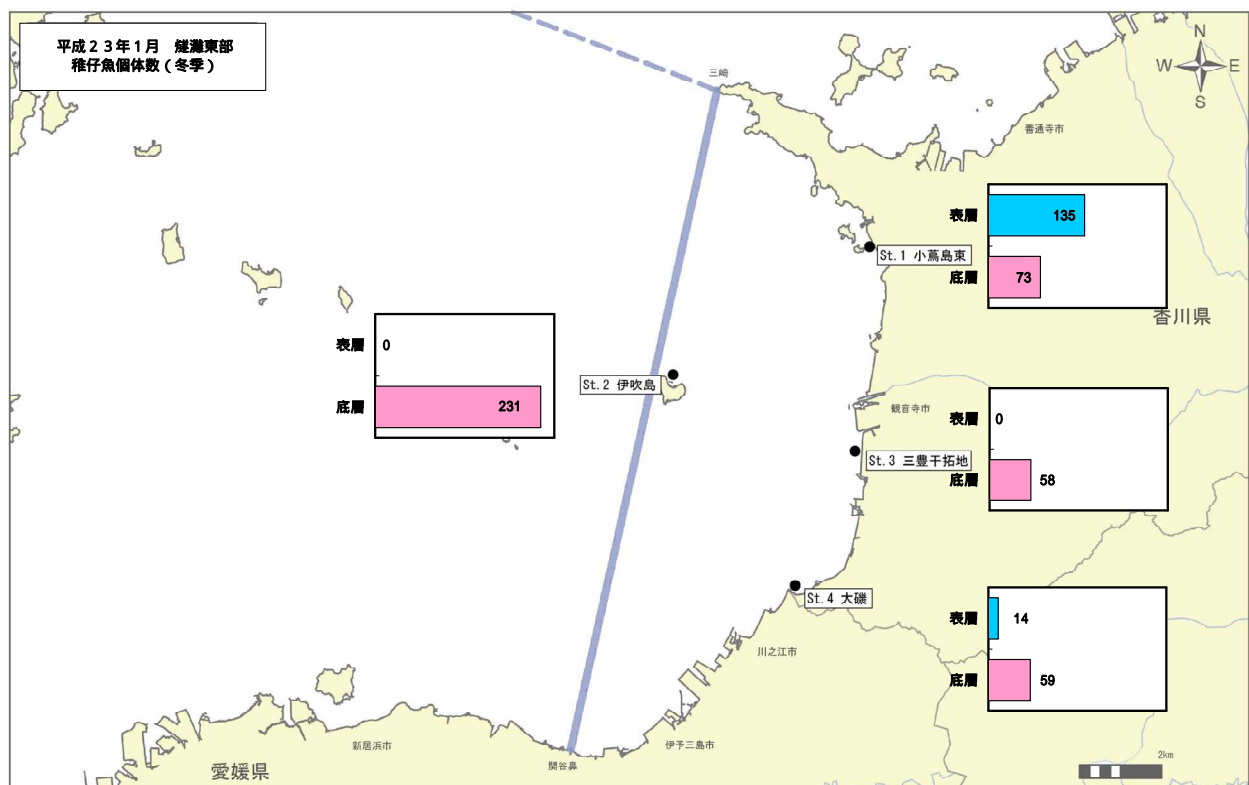 平成２３年１月　燧灘東部
稚仔魚個体数（冬季）
N
W E
S
三崎
善通寺市
表層 135
底層 73
St.1 小蔦島東
香川県
表層 0
底層 231
St.2 伊吹島
観音寺市
表層 0
底層 58
St.3 三豊干拓地
St.4 大磯
表層 14
底層 59
川之江市
伊予三島市
新居浜市
関谷鼻
愛媛県
2km